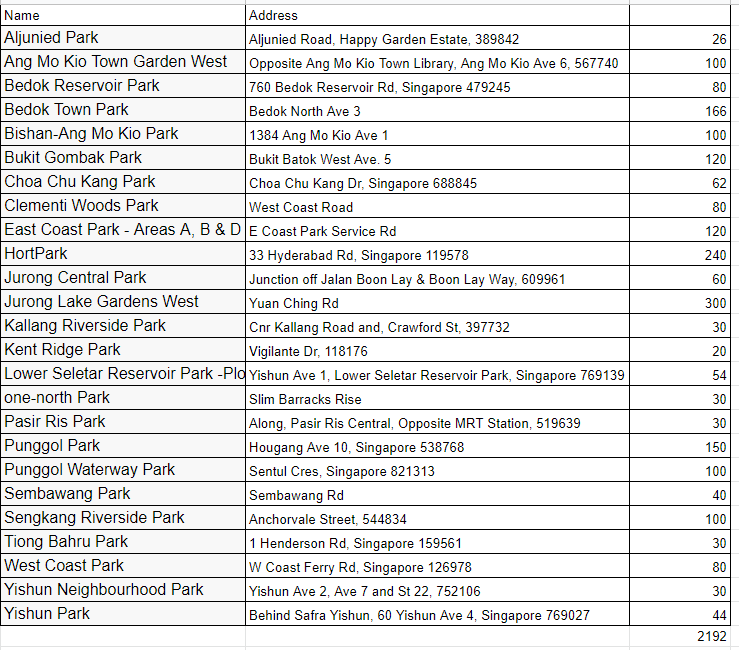 Name Address
Aljunied Park Aljunied Road, Happy Garden Estate, 389842 26
Ang Mo Kio Town Garden West Opposite Ang Mo Kio Town Library, Ang Mo Kio Ave 6, 567740 100
Bedok Reservoir Park 760 Bedok Reservoir Rd, Singapore 479245 80
Bedok Town Park Bedok North Ave 3 166
Bishan-Ang Mo Kio Park 1384 Ang Mo Kio Ave 1 100
Bukit Gombak Park Bukit Batok West Ave. 5 120
Choa Chu Kang Park Choa Chu Kang Dr, Singapore 688845 62
Clementi Woods Park West Coast Road 80
East Coast Park - Areas A, B & D E Coast Park Service Rd 120
HortPark 33 Hyderabad Rd, Singapore 119578 240
Jurong Central Park Junction off Jalan Boon Lay & Boon Lay Way, 609961 60
Jurong Lake Gardens West Yuan Ching Rd 300
Kallang Riverside Park Cnr Kallang Road and, Crawford St, 397732 30
Kent Ridge Park Vigilante Dr, 118176 20
Lower Seletar Reservoir Park -Plo Yishun Ave 1, Lower Seletar Reservoir Park, Singapore 769139 54
one-north Park Slim Barracks Rise 30
Pasir Ris Park Along, Pasir Ris Central, Opposite MRT Station, 519639 30
Punggol Park Hougang Ave 10, Singapore 538768 150
Punggol Waterway Park Sentul Cres, Singapore 821313 100
Sembawang Park Sembawang Rd 40
Sengkang Riverside Park Anchorvale Street, 544834 100
Tiong Bahru Park 1 Henderson Rd, Singapore 159561 30
West Coast Park W Coast Ferry Rd, Singapore 126978 80
Yishun Neighbourhood Park Yishun Ave 2, Ave 7 and St 22, 752106 30
Yishun Park Behind Safra Yishun, 60 Yishun Ave 4, Singapore 769027 44
2192